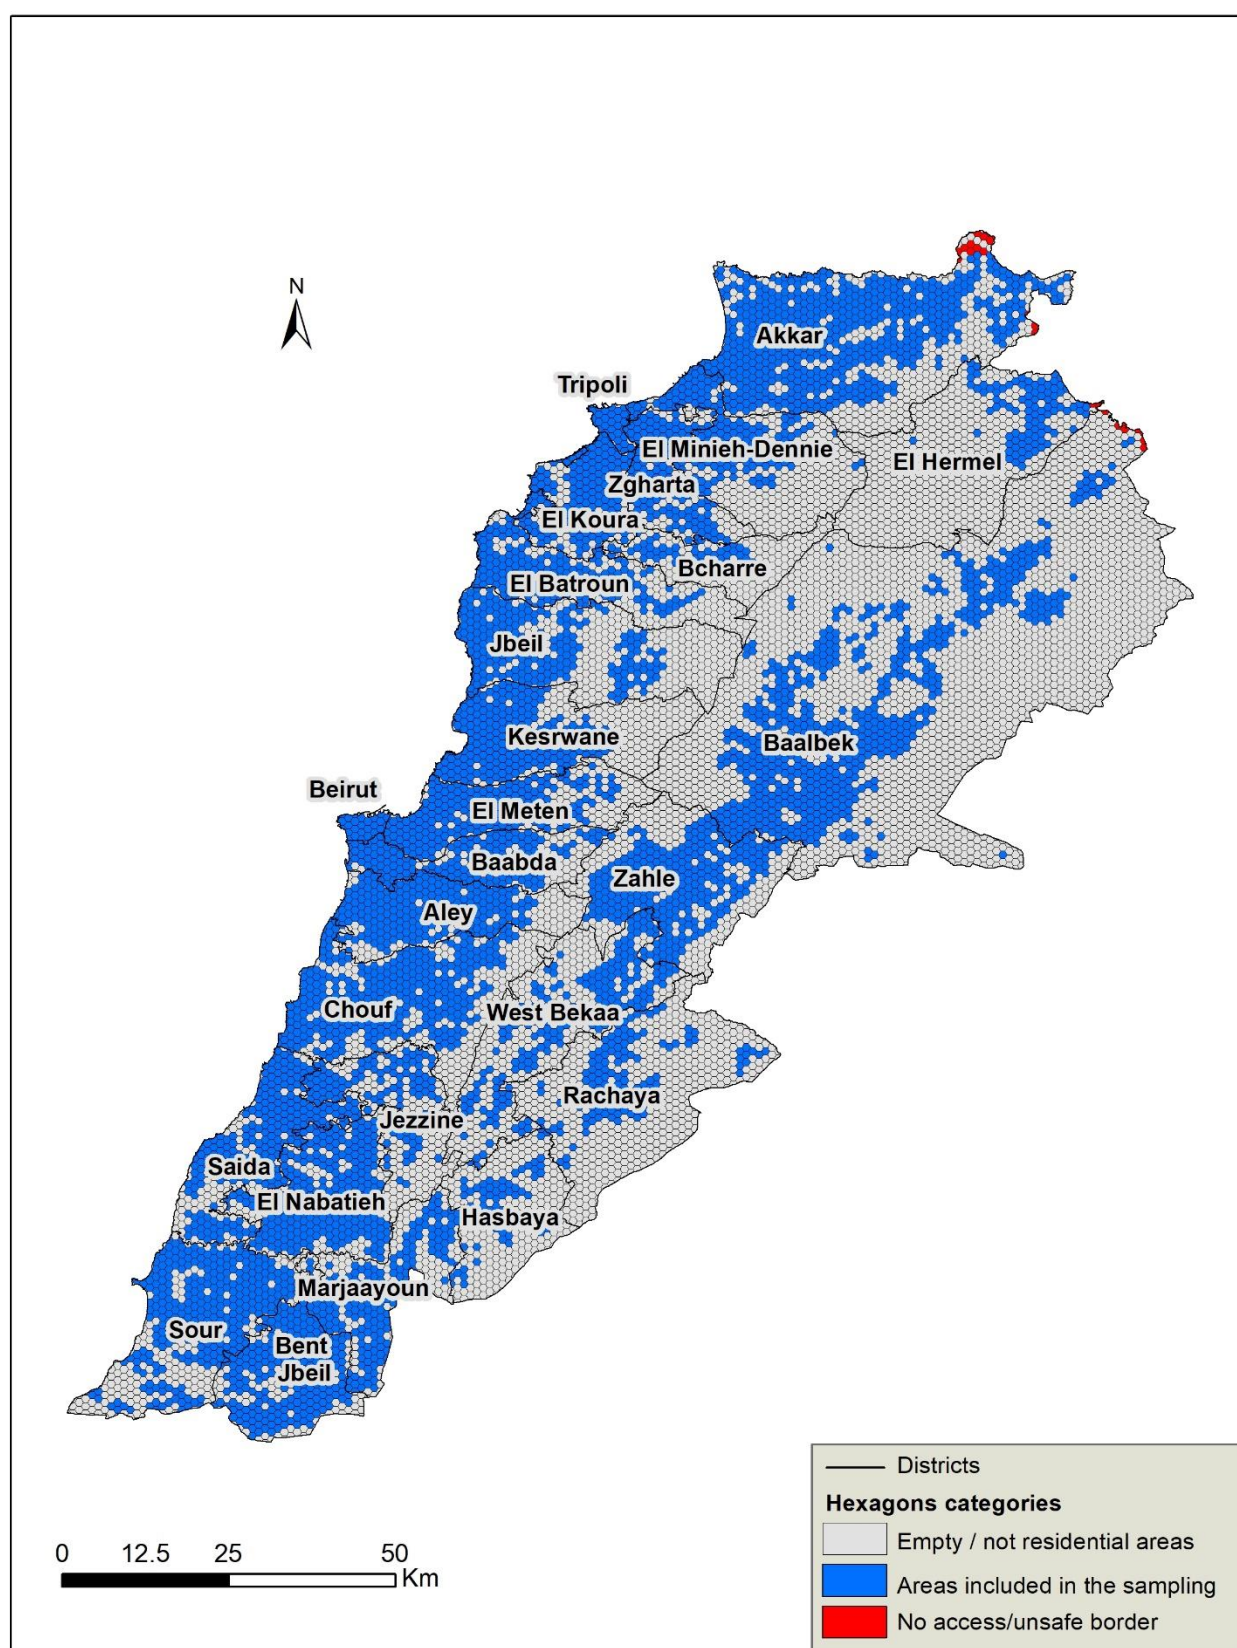 N
Akkar
Tripoli
El Minieh-Dennie
El Hermel
Zgharta
El Koura
Bcharre
El Batroun
Jbeil
Kesrwane
Baalbek
Beirut
El Meten
Baabda
Zahle
Aley
Chouf
West Bekaa
Rachaya
Jezzine
Saida
El Nabatieh
Hasbaya
Marjaayoun
Sour
Bent
Jbeil
Districts
Hexagons categories
Empty / not residential areas
Areas included in the sampling
No access/unsafe border
0 12.5 25 50
Km